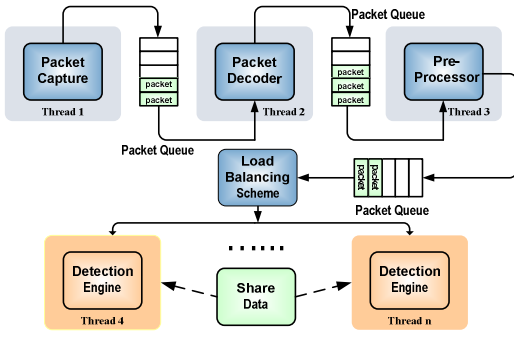 Packet Queue
Packet
Capture
Thread 1
packet
packet
Packet Queue
Packet
Decoder
Thread 2
packet
packet
packet
Pre-
Processor
Thread 3
Load
Balancing
Scheme
packet
packet
Packet Queue
......
Detection
Engine
Thread 4
Share
Data
Detection
Engine
Thread n